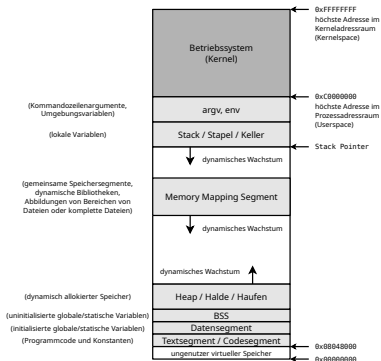 0xFFFFFFFF
höchste Adresse im
Kerneladressraum
(Kernelspace)
Betriebssystem
(Kernel)
0xC0000000
höchste Adresse im
Prozessadressraum
(Userspace)
(Kommandozeilenargumente,
Umgebungsvariablen)
argv, env
(lokale Variablen)
Stack / Stapel / Keller
Stack Pointer
dynamisches Wachstum
(gemeinsame Speichersegmente,
dynamische Bibliotheken,
Abbildungen von Bereichen von
Dateien oder komplette Dateien)
Memory Mapping Segment
dynamisches Wachstum
dynamisches Wachstum
(dynamisch allokierter Speicher)
Heap / Halde / Haufen
(uninitialisierte globale/statische Variablen)
BSS
(initialisierte globale/statische Variablen)
Datensegment
(Programmcode und Konstanten)
Textsegment / Codesegment
0x08048000
ungenutzer virtueller Speicher
0x00000000